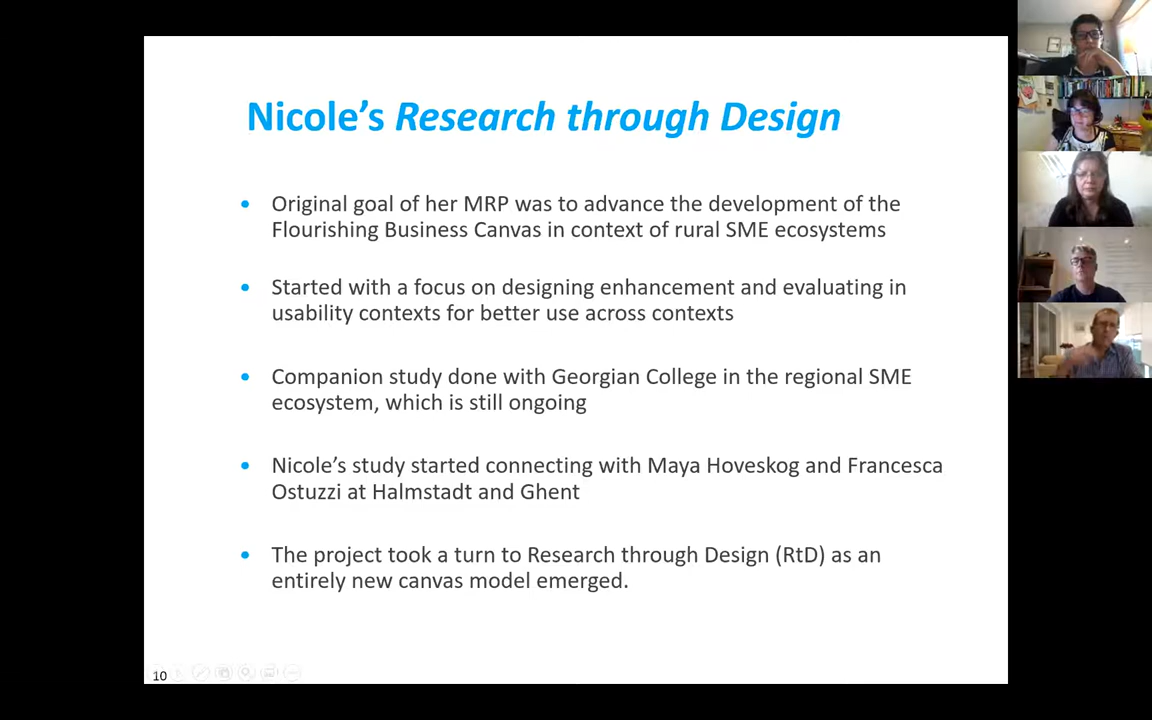 Nicole’s Research through Design
• Original goal of her MRP was to advance the development of the
Flourishing Business Canvas in context of rural SME ecosystems
• Started with a focus on designing enhancement and evaluating in
usability contexts for better use across contexts
• Companion study done with Georgian College in the regional SME
ecosystem, which is still ongoing
• Nicole’s study started connecting with Maya Hoveskog and Francesca
Ostuzzi at Halmstadt and Ghent
• The project took a turn to Research through Design (RtD) as an
entirely new canvas model emerged.
10